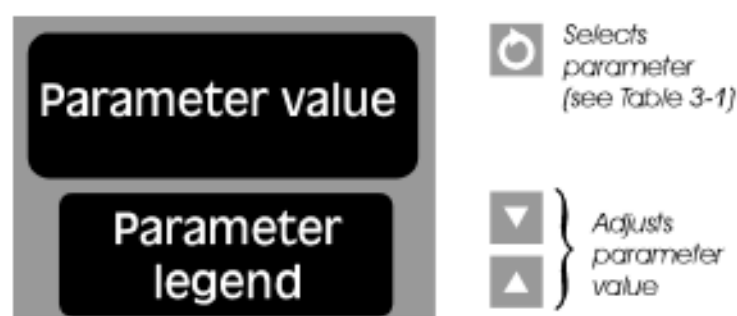 Parameter value
Parameter
legend
Selects
parameter
(see Table 3-1)
Adjusts
parameter
value